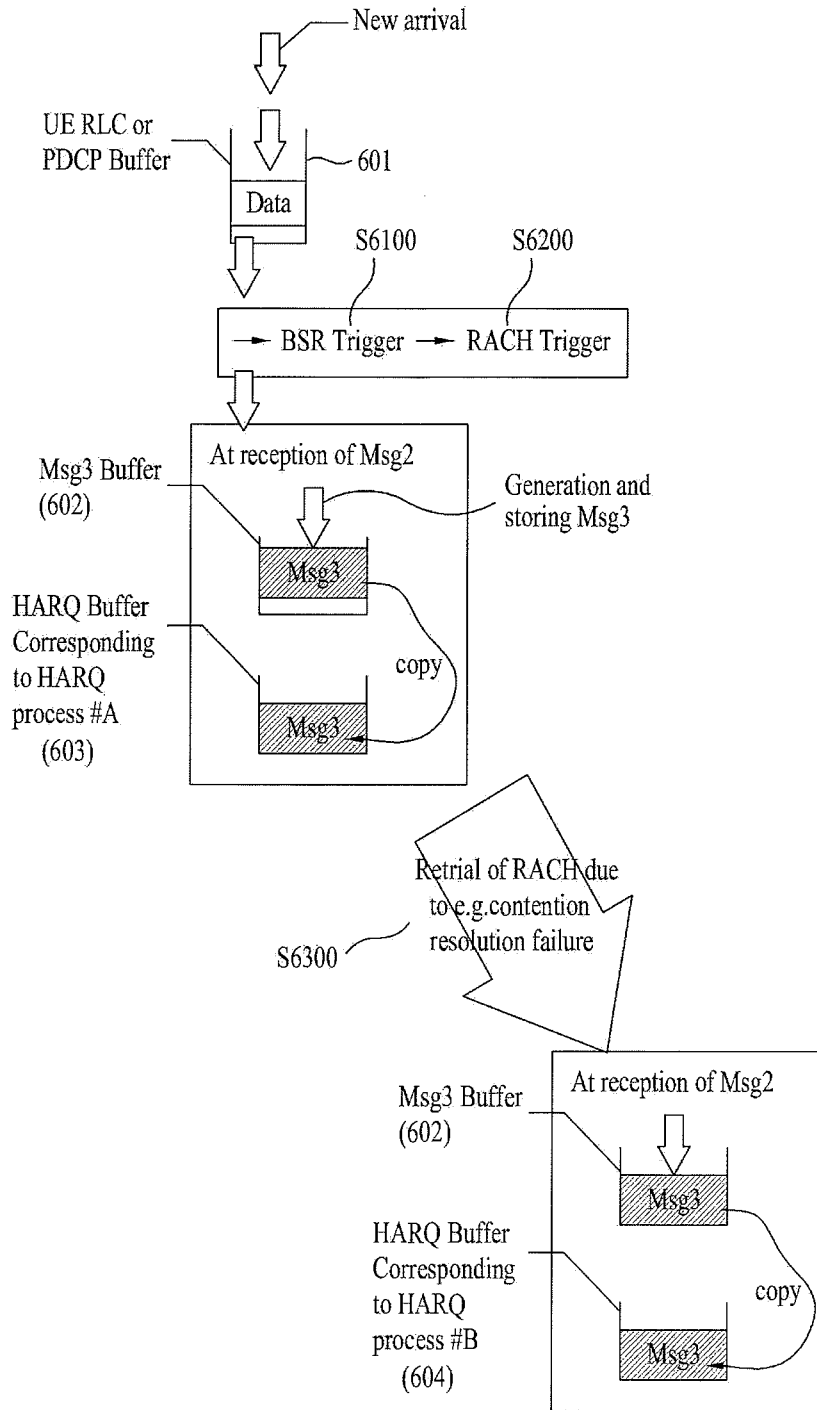 New arrival
UE RLC or
PDCP Buffer
601
Data
S6100
S6200
BSR Trigger
RACH Trigger
At reception of Msg2
Msg3 Buffer
(602)
Generation and
storing Msg3
Msg3
HARQ Buffer
Corresponding
to HARQ
process #A
(603)
copy
Msg3
Retrial of RACH due
to e.g.contention
resolution failure
S6300
At reception of Msg2
Msg3 Buffer
(602)
Msg3
HARQ Buffer
Corresponding
to HARQ
process #B
(604)
copy
Msg3